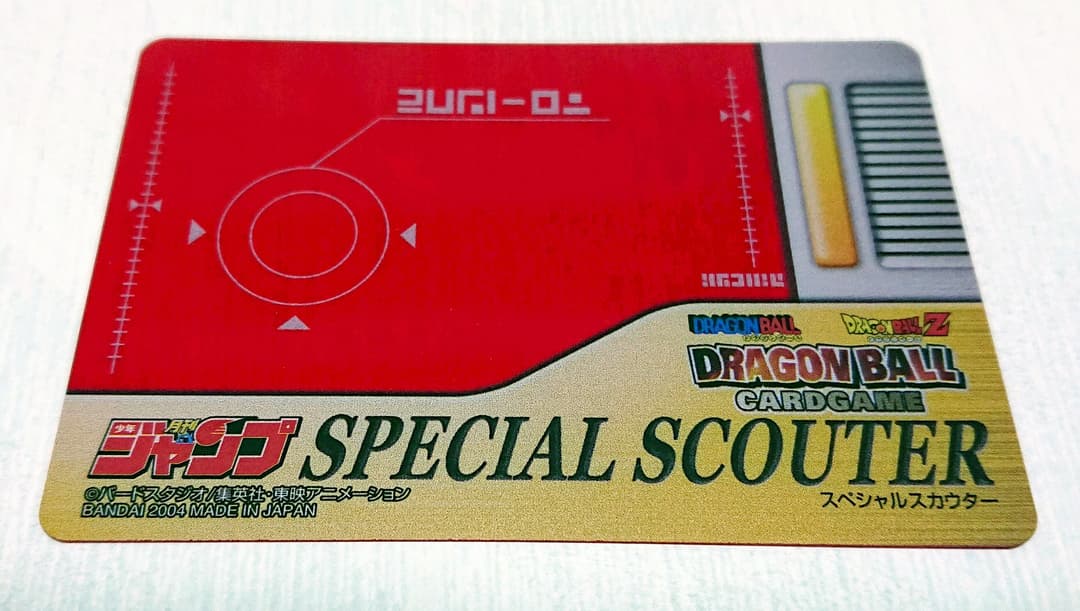 DRAGON BALL
DRAGON BALL Z
DRAGON BALL
CARDGAME
月刊
少年
ジャンプ
SPECIAL SCOUTER
スペシャルスカウター
©バードスタジオ/集英社・東映アニメーション
BANDAI 2004 MADE IN JAPAN